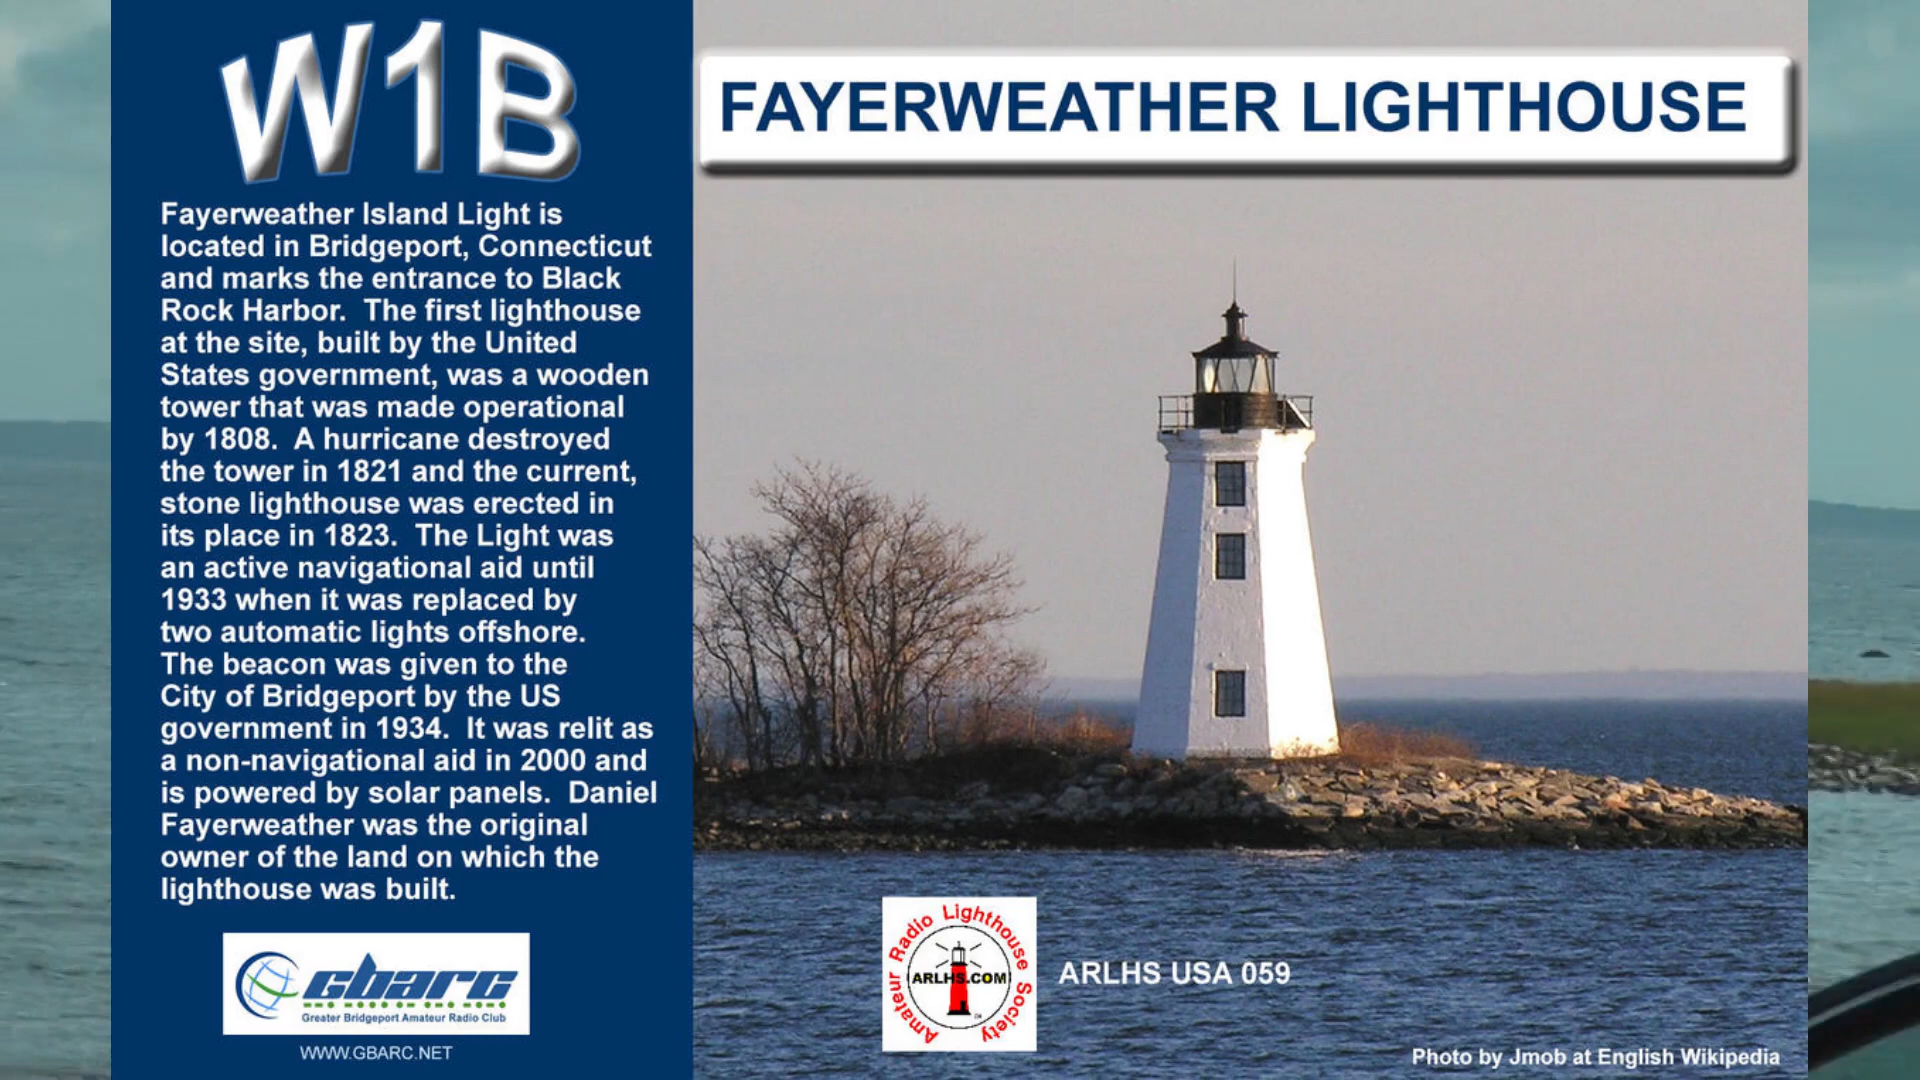 W1B
FAYERWEATHER LIGHTHOUSE
Fayerweather Island Light is
located in Bridgeport, Connecticut
and marks the entrance to Black
Rock Harbor. The first lighthouse
at the site, built by the United
States government, was a wooden
tower that was made operational
by 1808. A hurricane destroyed
the tower in 1821 and the current,
stone lighthouse was erected in
its place in 1823. The Light was
an active navigational aid until
1933 when it was replaced by
two automatic lights offshore.
The beacon was given to the
City of Bridgeport by the US
government in 1934. It was relit as
a non-navigational aid in 2000 and
is powered by solar panels. Daniel
Fayerweather was the original
owner of the land on which the
lighthouse was built.
gbarc
Greater Bridgeport Amateur Radio Club
WWW.GBARC.NET
Amateur Radio Lighthouse Society
ARLHS.COM
ARLHS USA 059
Photo by Jmob at English Wikipedia